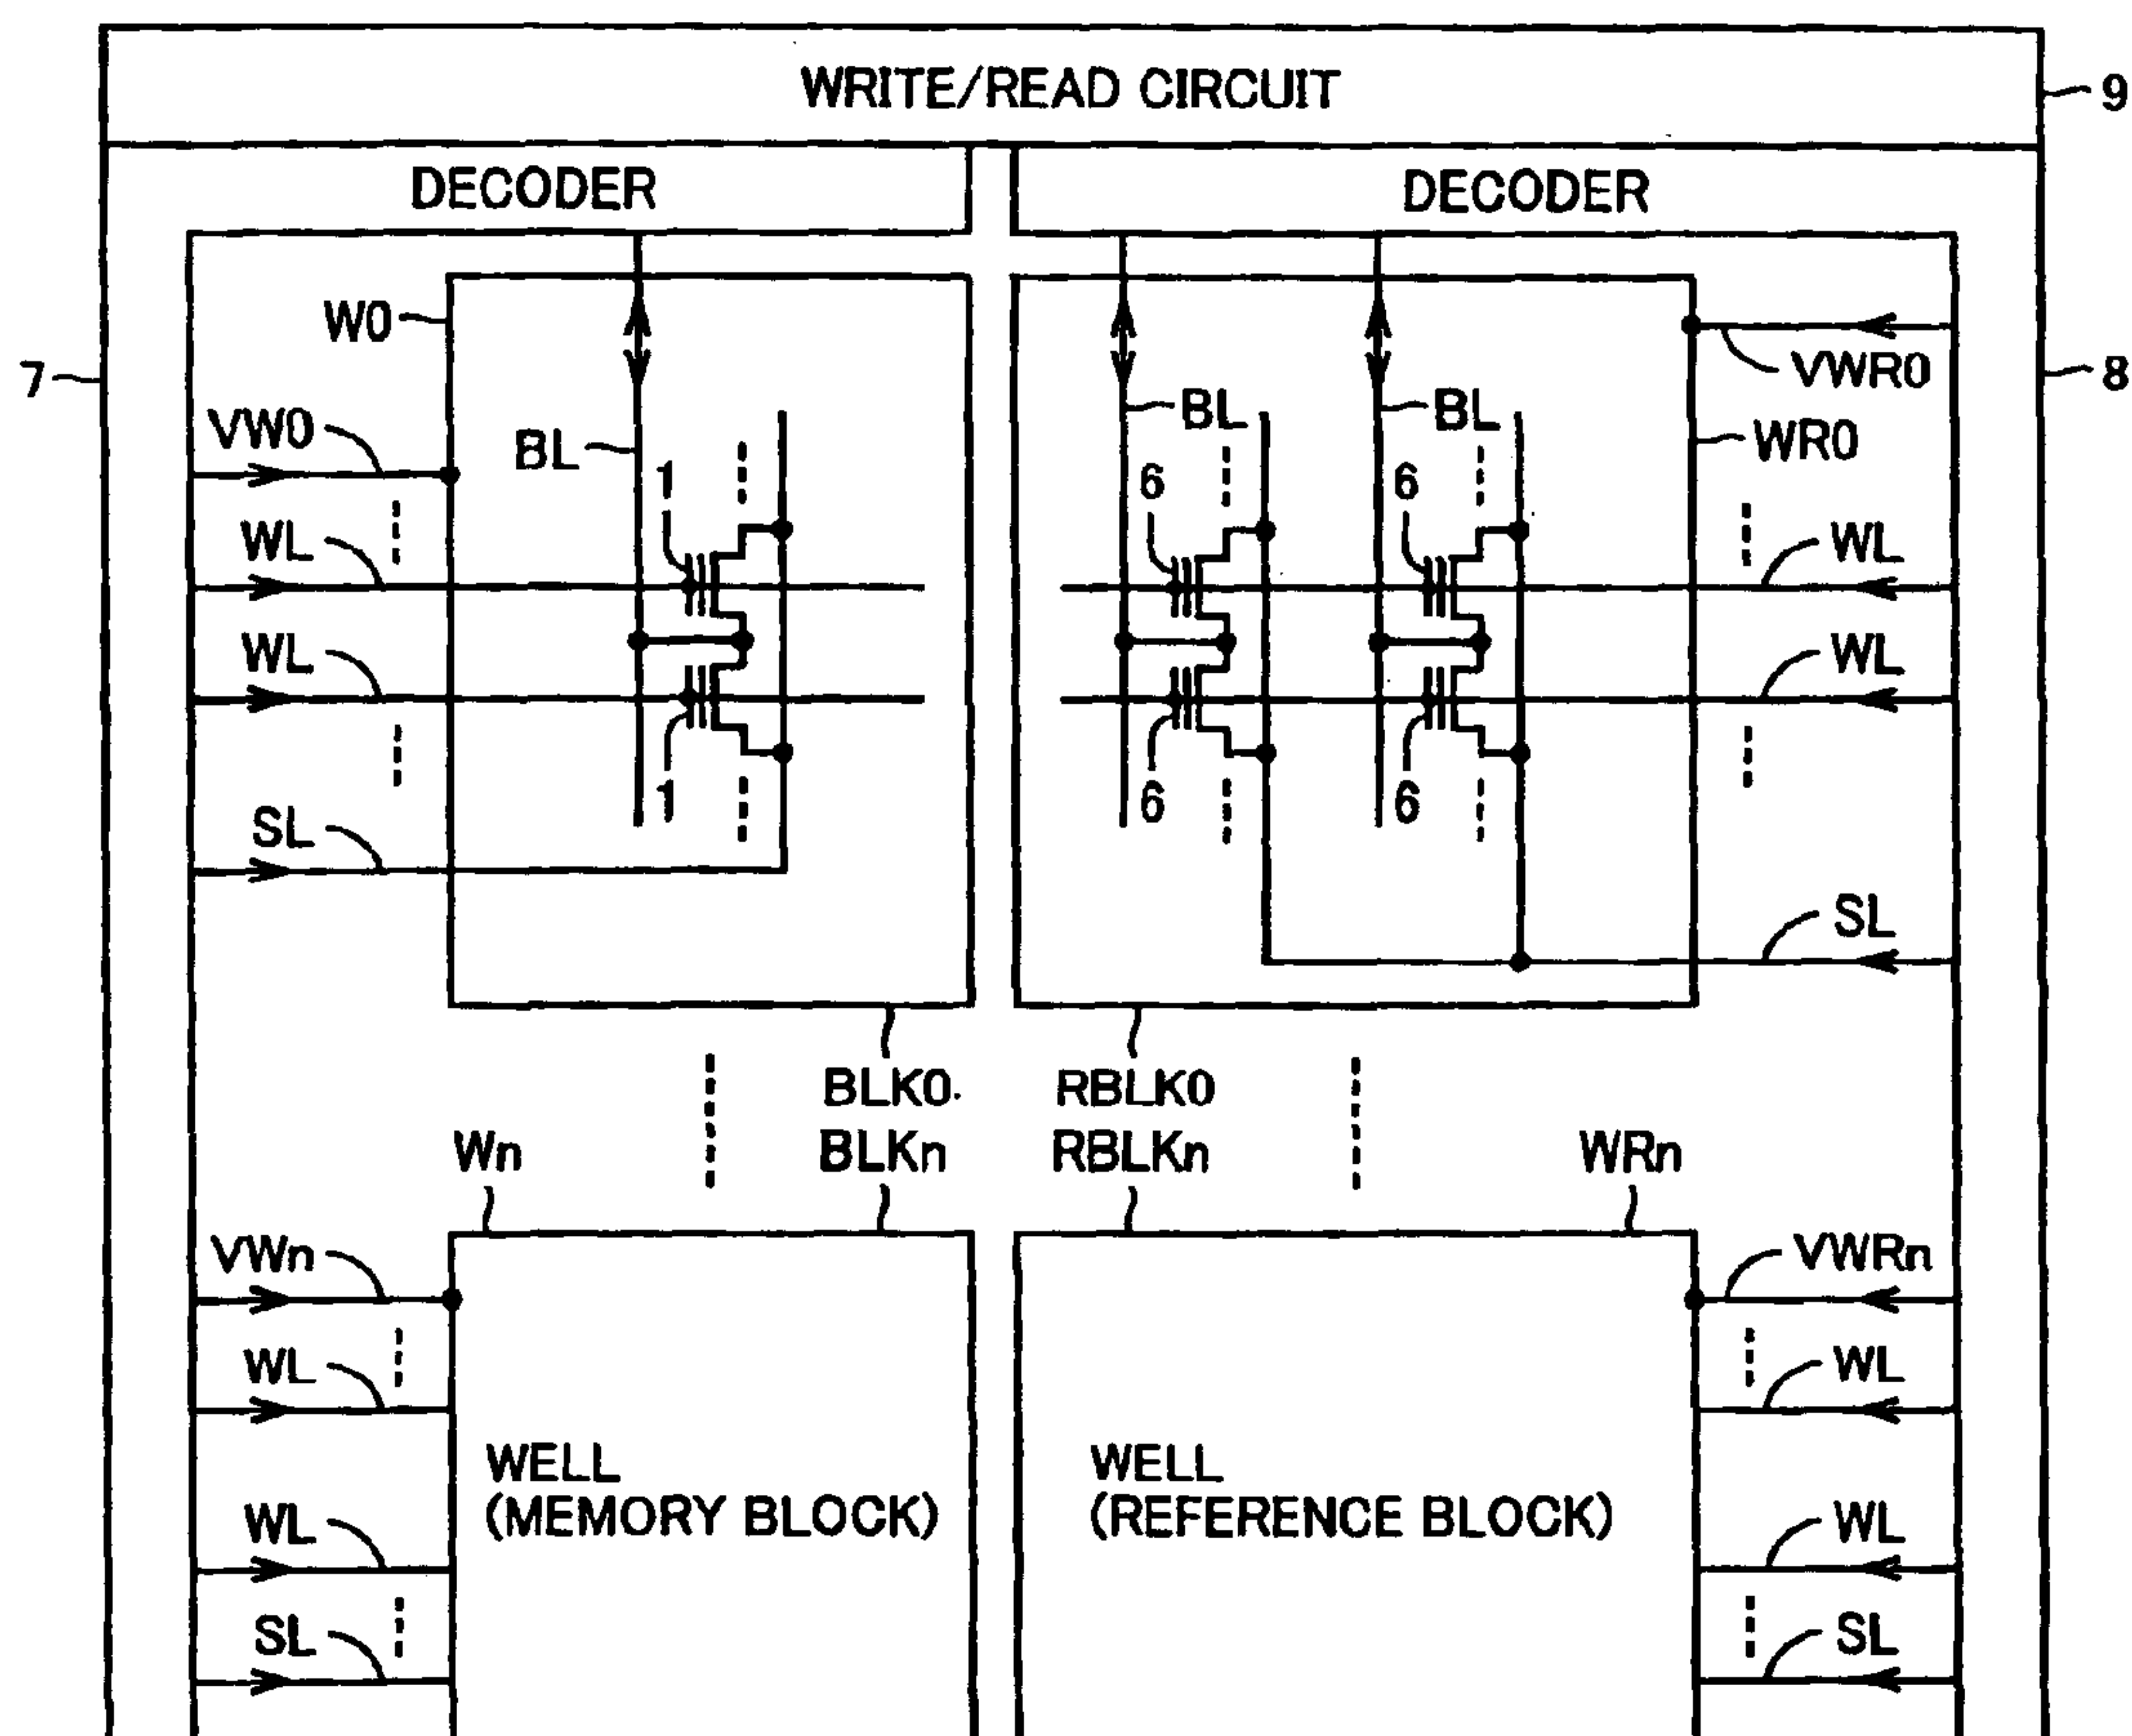 WRITE/READ CIRCUIT
9
DECODER
DECODER
W0
7
8
VWR0
VW0
BL
BL
BL
WR0
1
6
6
WL
WL
WL
WL
1
6
6
SL
SL
BLK0
RBLK0
Wn
BLKn
RBLKn
WRn
VWn
VWRn
WL
WL
WELL
(MEMORY BLOCK)
WELL
(REFERENCE BLOCK)
WL
WL
SL
SL